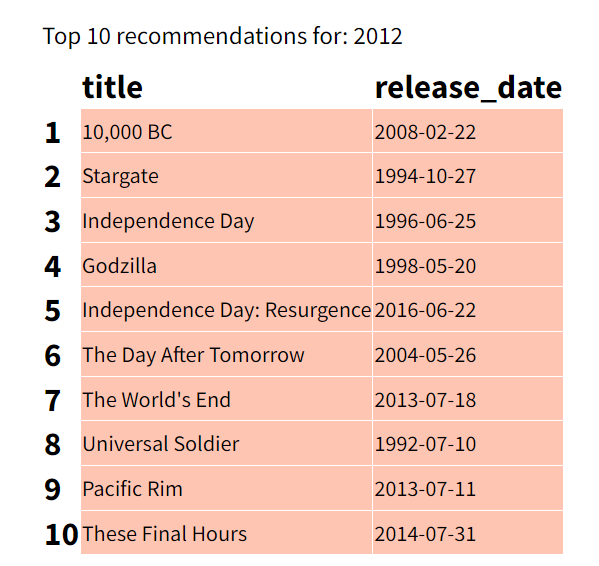 Top 10 recommendations for: 2012
title release_date
1 10,000 BC 2008-02-22
2 Stargate 1994-10-27
3 Independence Day 1996-06-25
4 Godzilla 1998-05-20
5 Independence Day: Resurgence 2016-06-22
6 The Day After Tomorrow 2004-05-26
7 The World's End 2013-07-18
8 Universal Soldier 1992-07-10
9 Pacific Rim 2013-07-11
10 These Final Hours 2014-07-31